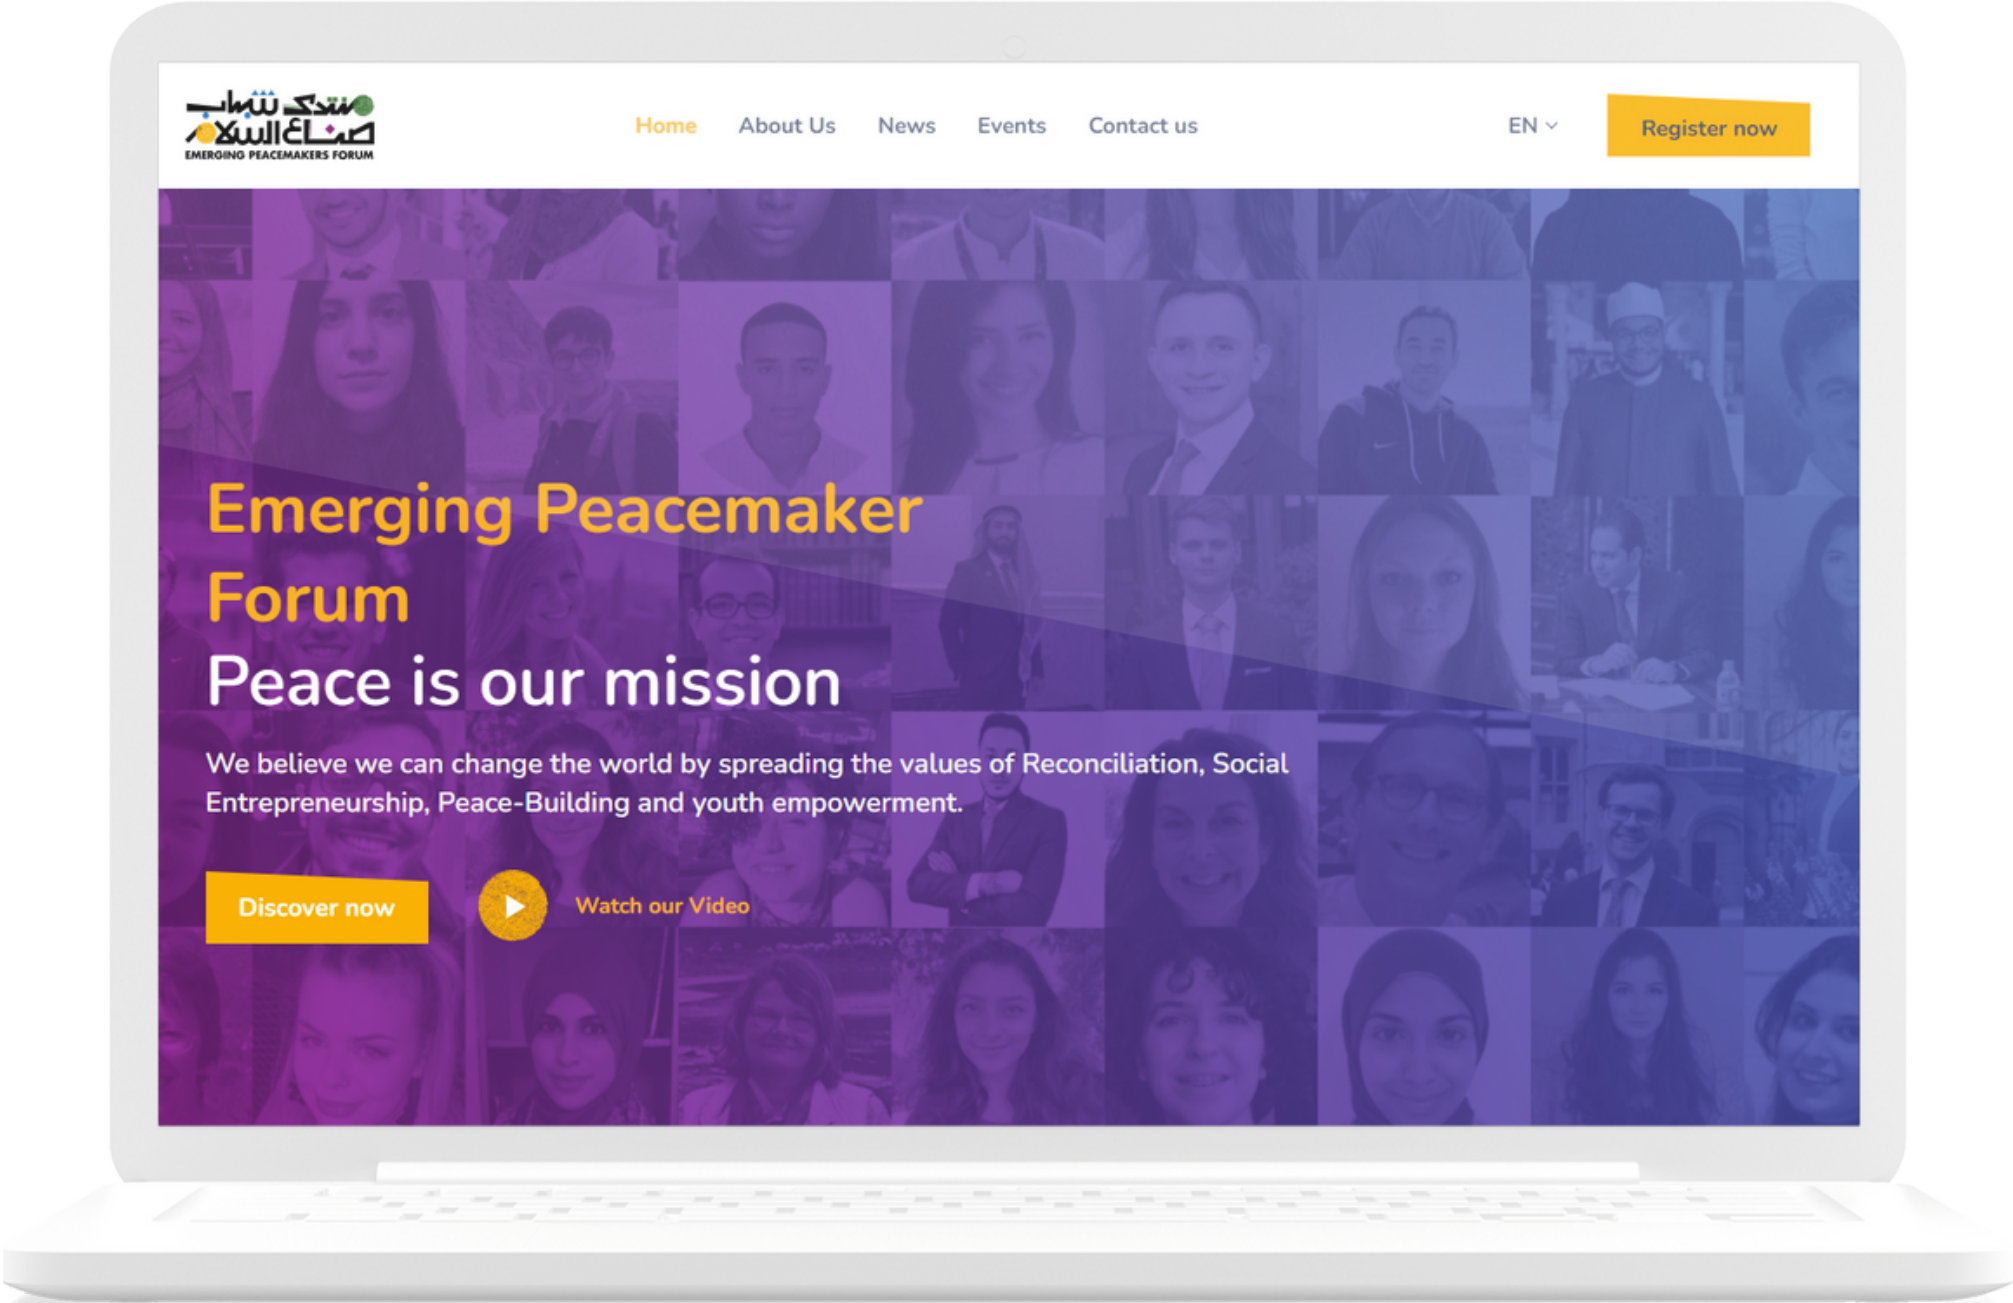 منتدى شباب
صناع السلام
EMERGING PEACEMAKERS FORUM
Home
About Us
News
Events
Contact us
EN
Register now
Emerging Peacemaker
Forum
Peace is our mission
We believe we can change the world by spreading the values of Reconciliation, Social
Entrepreneurship, Peace-Building and youth empowerment.
Discover now
Watch our Video